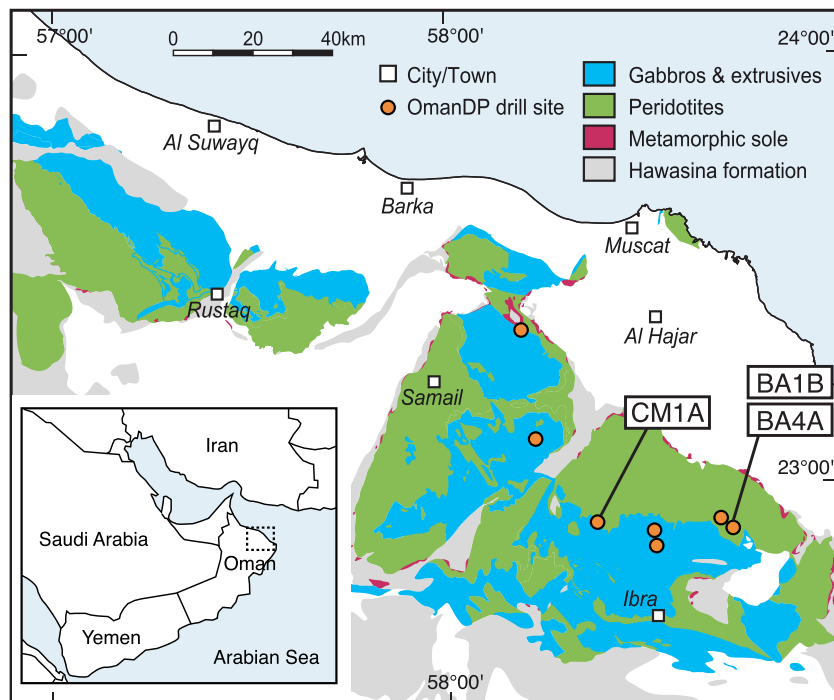 57°00'
58°00'
24°00'
0 20 40km
City/Town
OmanDP drill site
Gabbros & extrusives
Peridotites
Metamorphic sole
Hawasina formation
Al Suwayq
Barka
Muscat
Rustaq
Al Hajar
Samail
CM1A
BA1B
BA4A
23°00'
Ibra
Iran
Saudi Arabia
Oman
Yemen
Arabian Sea
58°00'